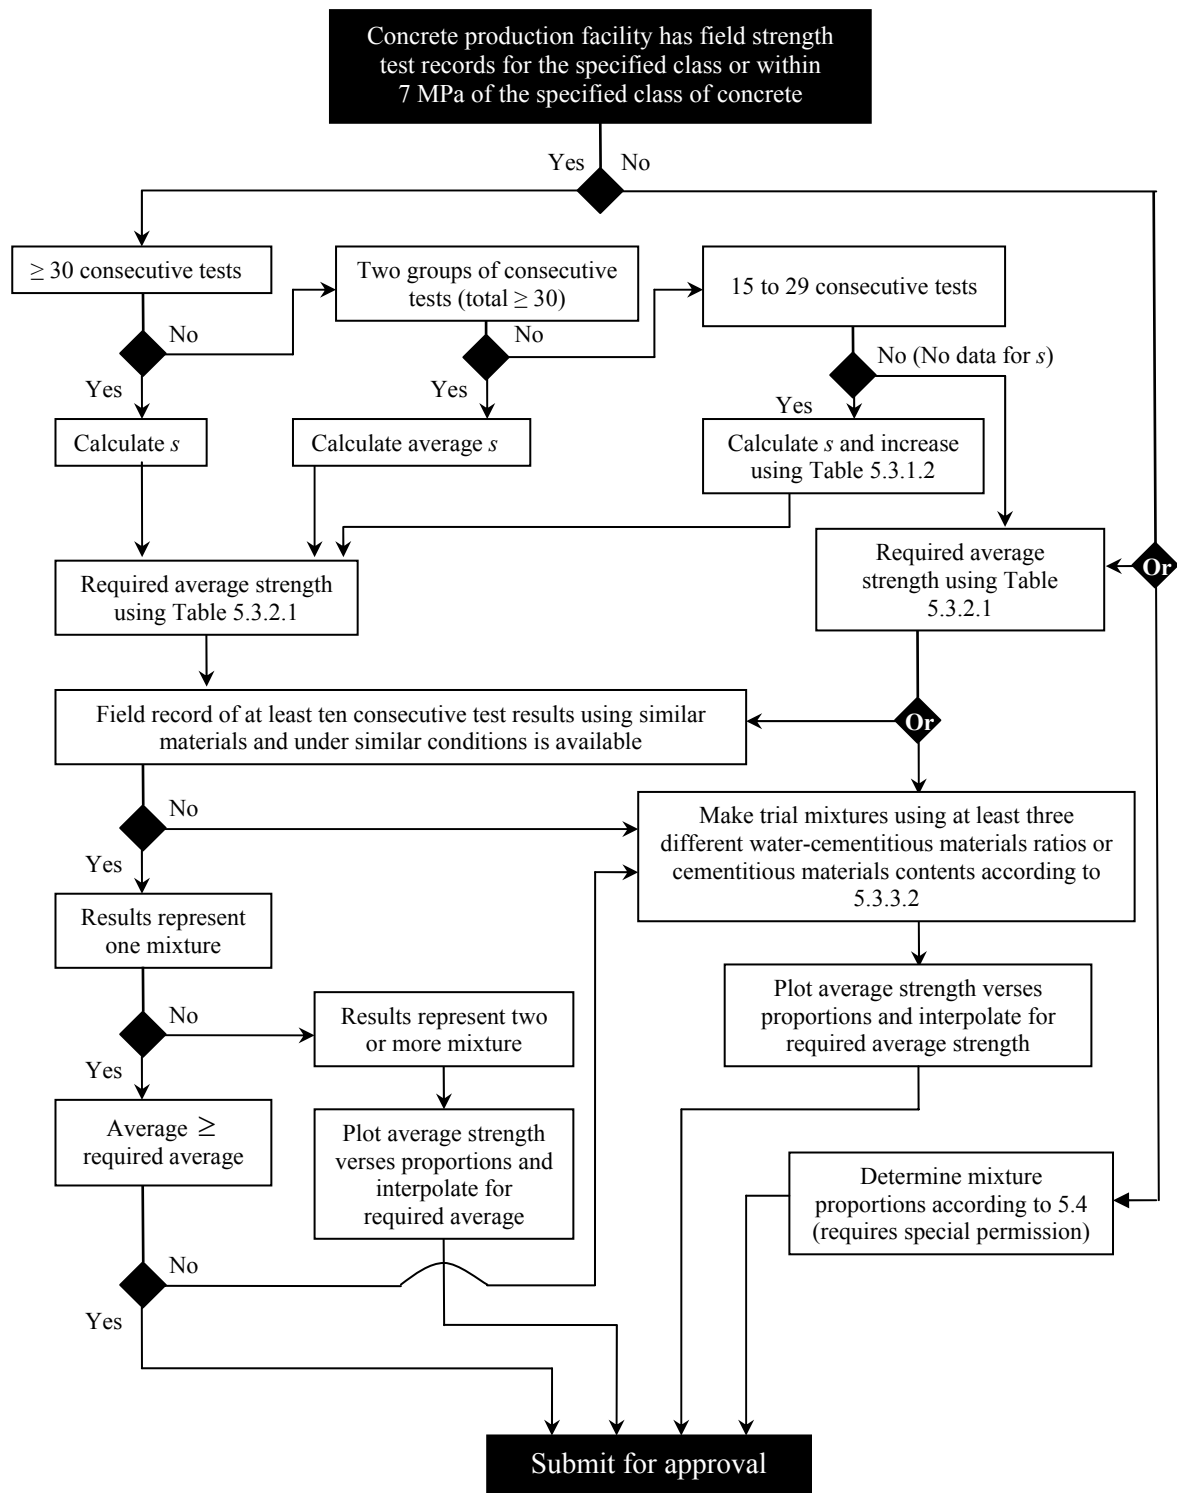 Concrete production facility has field strength
test records for the specified class or within
7 MPa of the specified class of concrete
Yes
No
≥ 30 consecutive tests
Two groups of consecutive
tests (total ≥ 30)
15 to 29 consecutive tests
No
No
No (No data for s)
Yes
Yes
Yes
Calculate s
Calculate average s
Calculate s and increase
using Table 5.3.1.2
Required average strength
using Table 5.3.2.1
Required average
strength using Table
5.3.2.1
Or
Field record of at least ten consecutive test results using similar
materials and under similar conditions is available
Or
No
Yes
Make trial mixtures using at least three
different water-cementitious materials ratios or
cementitious materials contents according to
5.3.3.2
Results represent
one mixture
No
Yes
Results represent two
or more mixture
Plot average strength verses
proportions and interpolate for
required average strength
Average ≥
required average
Plot average strength
verses proportions and
interpolate for
required average
Determine mixture
proportions according to 5.4
(requires special permission)
No
Yes
Submit for approval